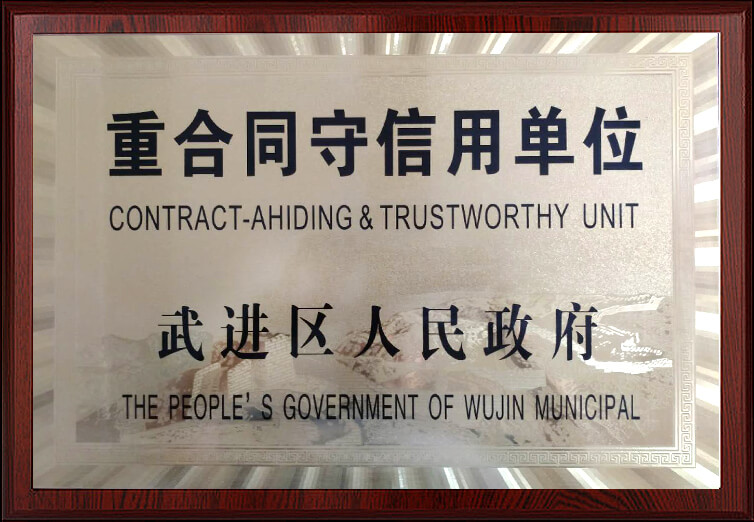 重合同守信用单位
CONTRACT-AHIDING & TRUSTWORTHY UNIT
武进区人民政府
THE PEOPLE'S GOVERNMENT OF WUJIN MUNICIPAL